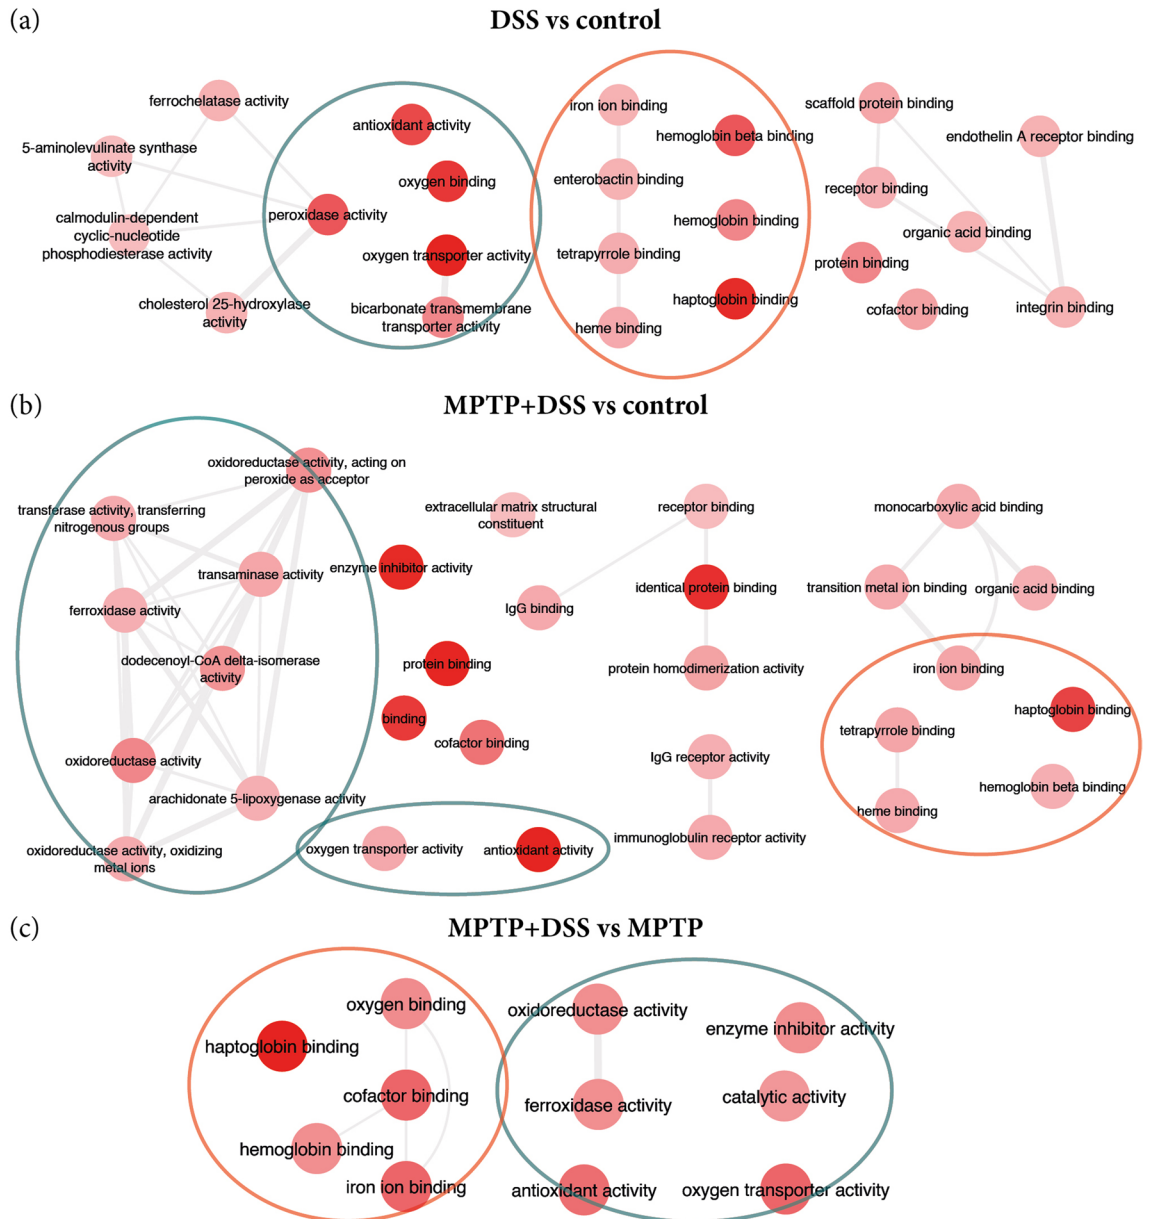 (a)
DSS vs control
ferrochelatase activity
5-aminolevulinate synthase
activity
calmodulin-dependent
cyclic-nucleotide
phosphodiesterase activity
cholesterol 25-hydroxylase
activity
antioxidant activity
oxygen binding
peroxidase activity
oxygen transporter activity
bicarbonate transmembrane
transporter activity
iron ion binding
hemoglobin beta binding
enterobactin binding
hemoglobin binding
tetrapyrrole binding
haptoglobin binding
heme binding
scaffold protein binding
endothelin A receptor binding
receptor binding
organic acid binding
protein binding
cofactor binding
integrin binding
(b)
MPTP+DSS vs control
oxidoreductase activity, acting on
peroxide as acceptor
transferase activity, transferring
nitrogenous groups
transaminase activity
ferroxidase activity
dodecenoyl-CoA delta-isomerase
activity
oxidoreductase activity
arachidonate 5-lipoxygenase activity
oxidoreductase activity, oxidizing
metal ions
extracellular matrix structural
constituent
enzyme inhibitor activity
IgG binding
protein binding
binding
cofactor binding
oxygen transporter activity
antioxidant activity
receptor binding
identical protein binding
protein homodimerization activity
IgG receptor activity
immunoglobulin receptor activity
monocarboxylic acid binding
transition metal ion binding
organic acid binding
iron ion binding
haptoglobin binding
tetrapyrrole binding
hemoglobin beta binding
heme binding
(c)
MPTP+DSS vs MPTP
oxygen binding
haptoglobin binding
cofactor binding
hemoglobin binding
iron ion binding
oxidoreductase activity
enzyme inhibitor activity
catalytic activity
ferroxidase activity
antioxidant activity
oxygen transporter activity